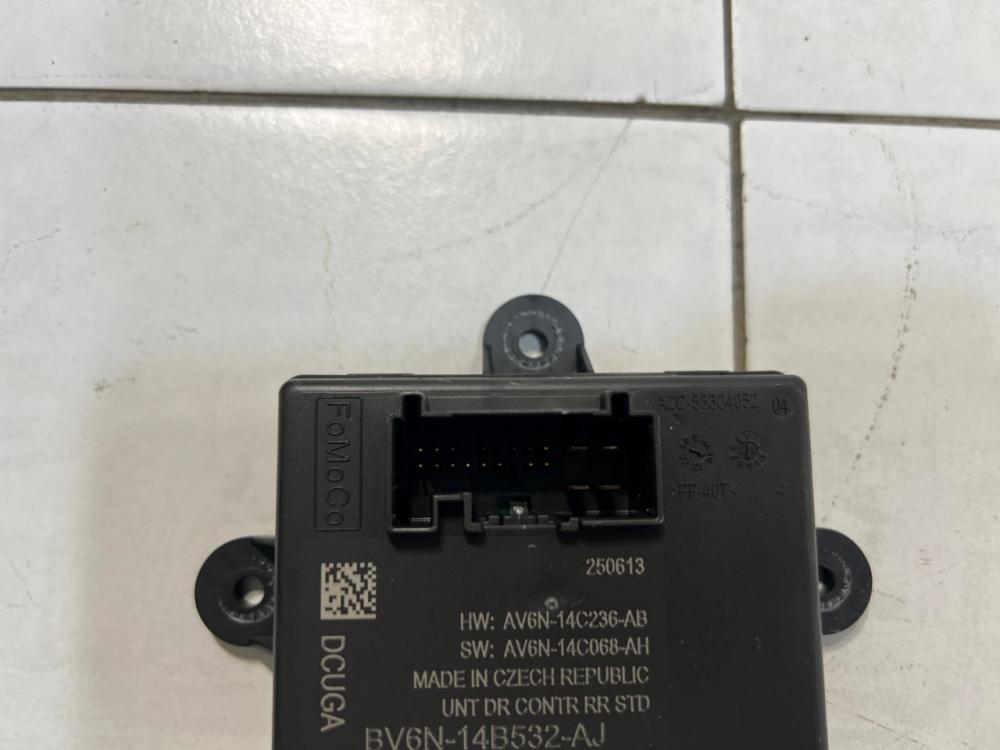 FoMoCo
A2C-53304052 04
>PP-40T<
4
250613
HW: AV6N-14C236-AB
SW: AV6N-14C068-AH
MADE IN CZECH REPUBLIC
UNT DR CONTR RR STD
BV6N-14B532-AJ
DCUGA